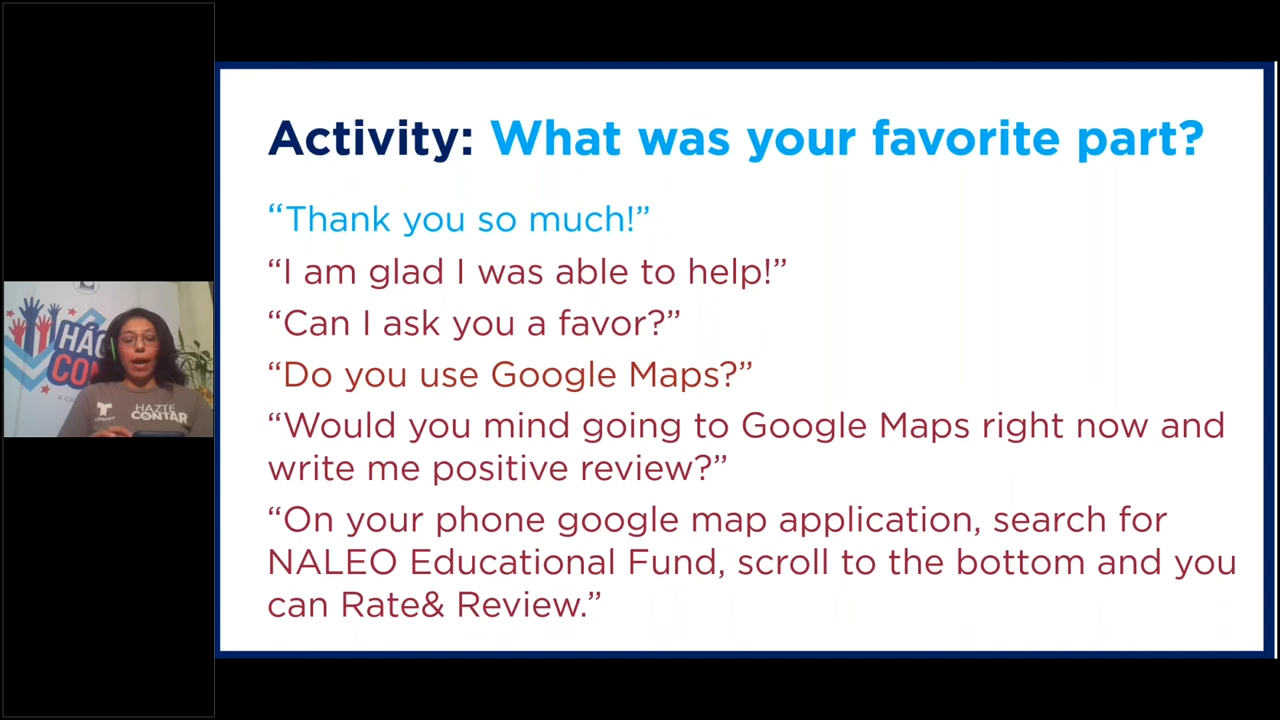 Activity: What was your favorite part?
“Thank you so much!”
“I am glad I was able to help!”
“Can I ask you a favor?”
“Do you use Google Maps?”
“Would you mind going to Google Maps right now and
write me positive review?”
“On your phone google map application, search for
NALEO Educational Fund, scroll to the bottom and you
can Rate& Review.”
HÁG
CON
HAZTE
CONTAR